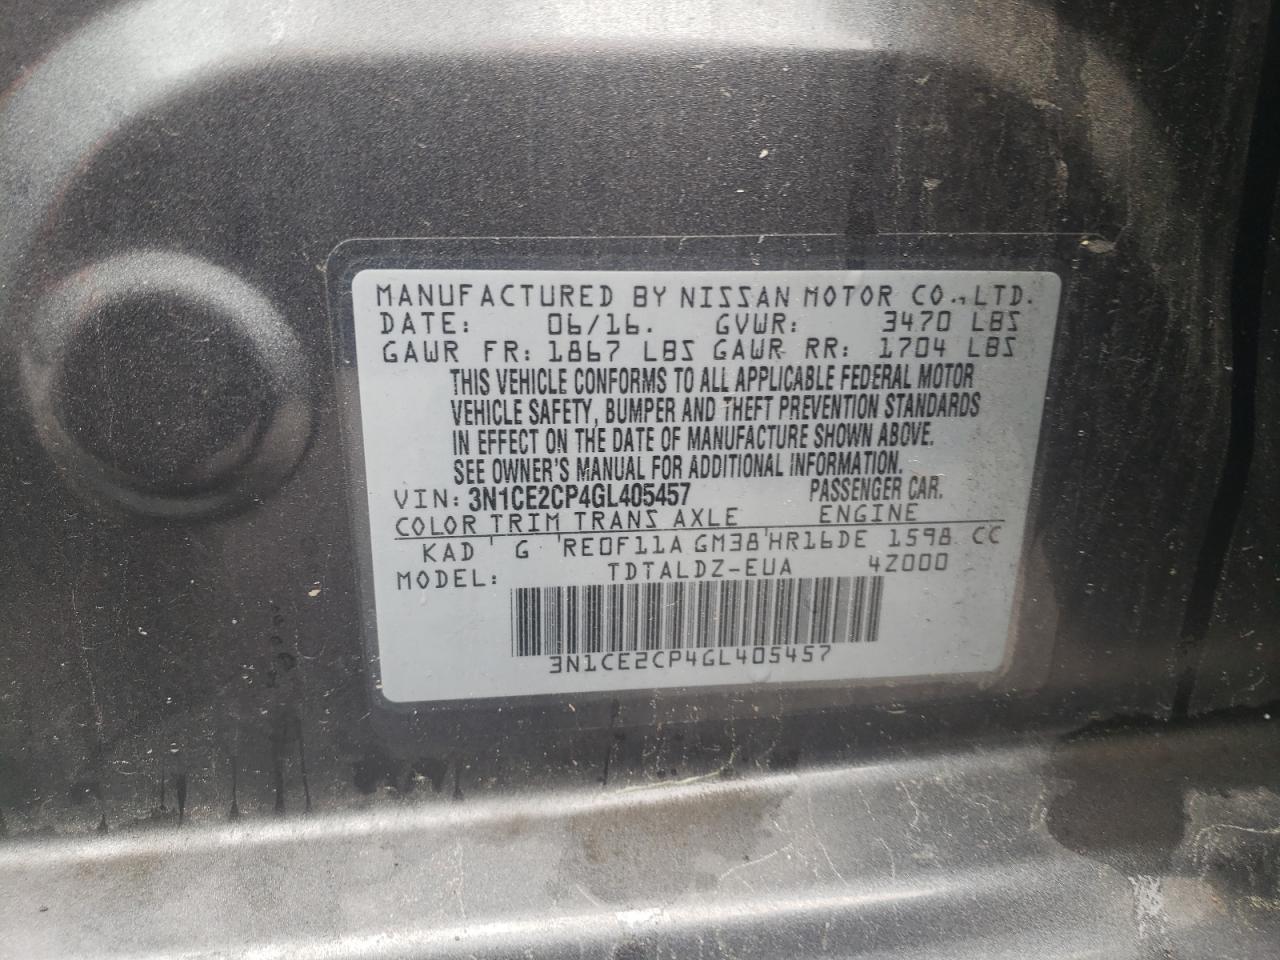 MANUFACTURED BY NISSAN MOTOR CO., LTD.
DATE: 06/16. GVWR: 3470 LBS
GAWR FR: 1867 LBS GAWR RR: 1704 LBS
THIS VEHICLE CONFORMS TO ALL APPLICABLE FEDERAL MOTOR
VEHICLE SAFETY, BUMPER AND THEFT PREVENTION STANDARDS
IN EFFECT ON THE DATE OF MANUFACTURE SHOWN ABOVE.
SEE OWNER'S MANUAL FOR ADDITIONAL INFORMATION.
VIN: 3N1CE2CP4GL405457 PASSENGER CAR.
COLOR TRIM TRANS AXLE ENGINE
KAD ' G 'RE0F11A GM38'HR16DE 1598 CC
MODEL: TDTALDZ-EUA 4Z000
3N1CE2CP4GL405457